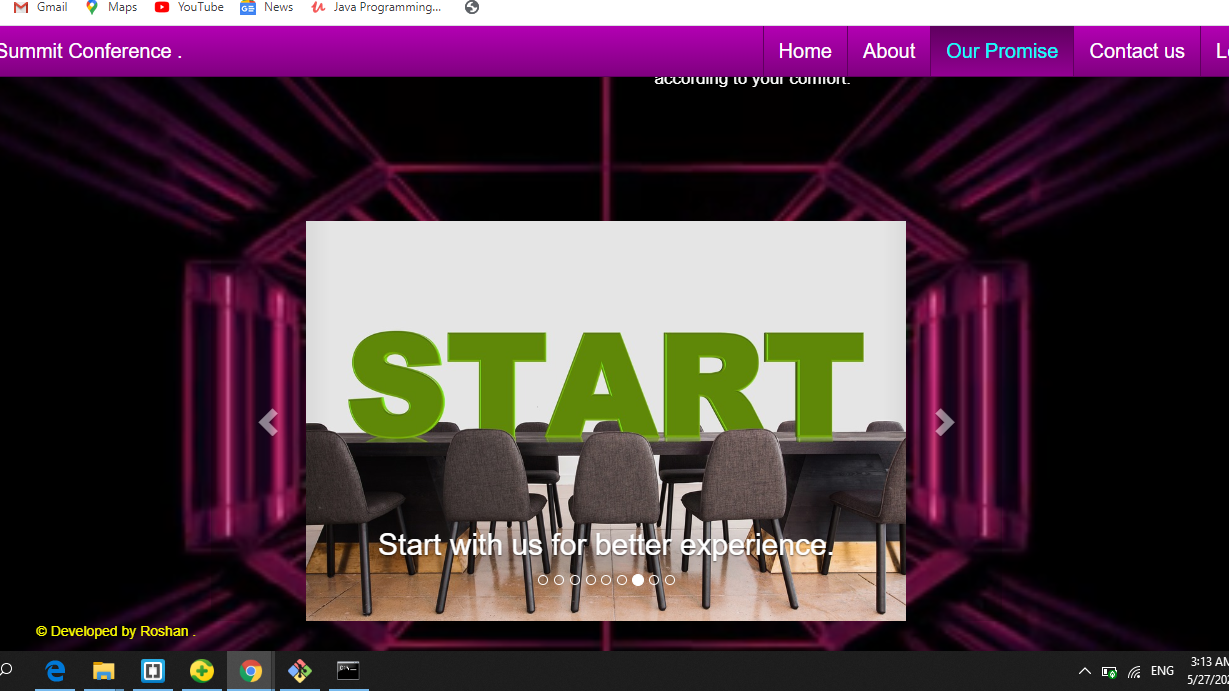 Gmail Maps YouTube News Java Programming...
Summit Conference .
Home About Our Promise Contact us
according to your comfort.
START
Start with us for better experience.
© Developed by Roshan .
ENG
3:13 AM
5/27/20